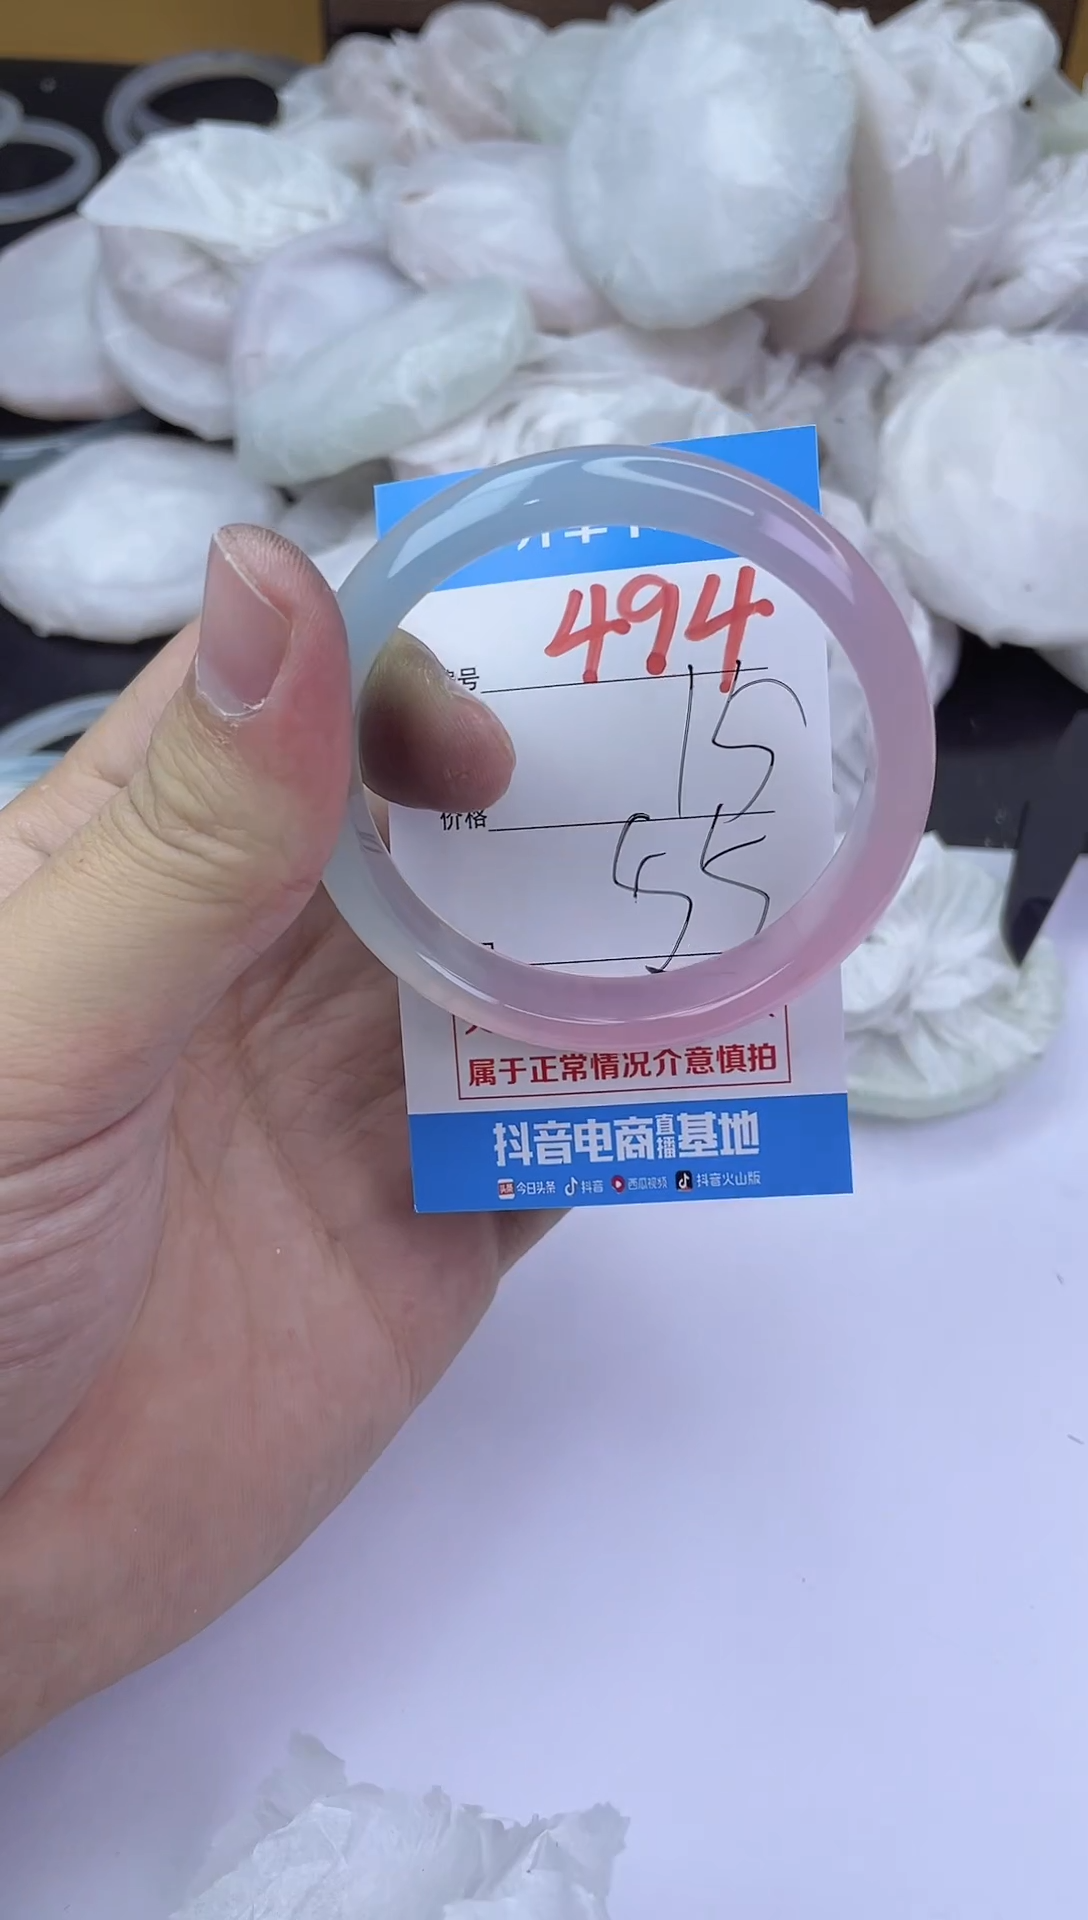 494
号
15
价格
55
属于正常情况介意慎拍
抖音电商直播基地
头条 今日头条 抖音 西瓜视频 抖音火山版